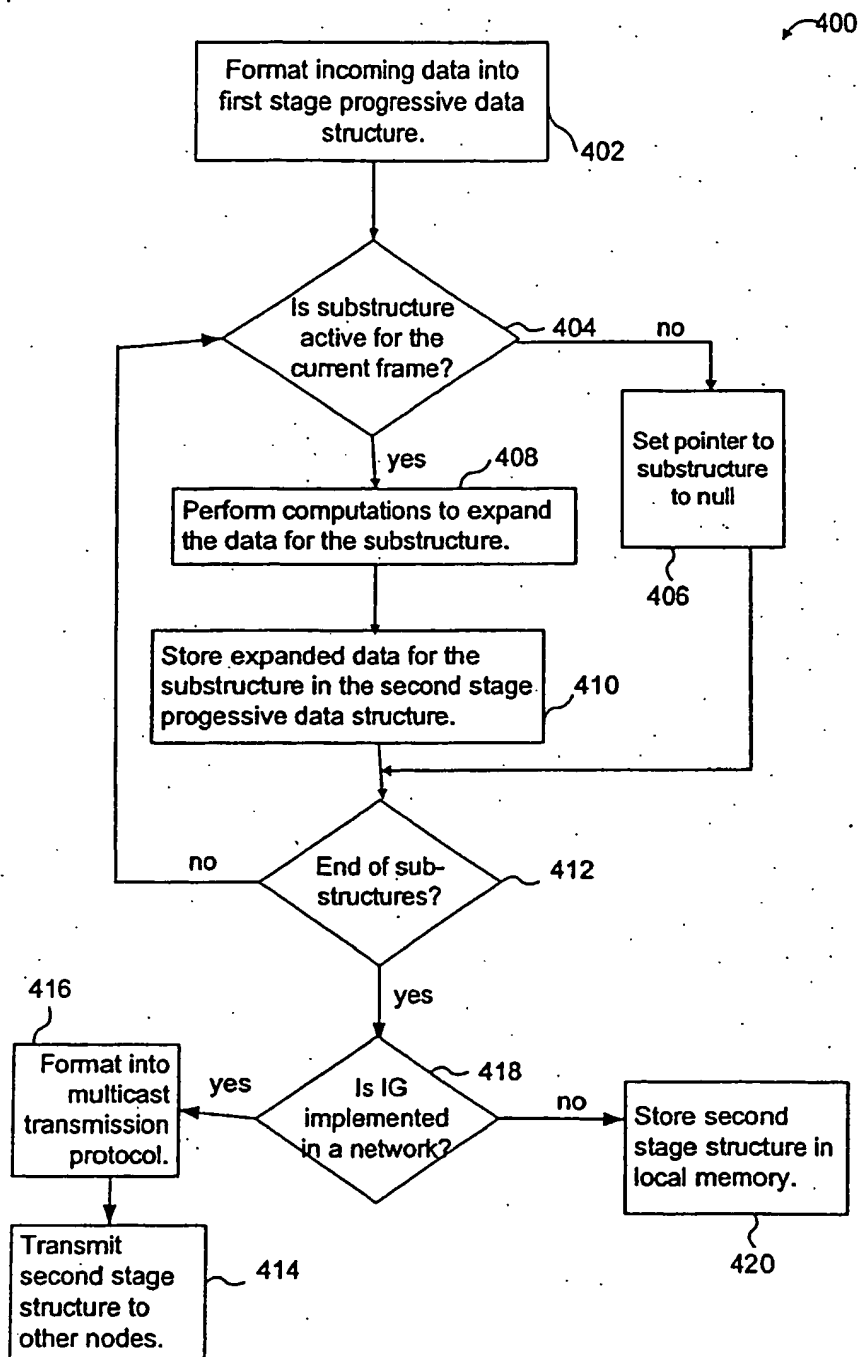 400
Format incoming data into
first stage progressive data
structure.
402
Is substructure
active for the
current frame?
404
no
Set pointer to
substructure
to null
406
yes
408
Perform computations to expand
the data for the substructure.
Store expanded data for the
substructure in the second stage
progessive data structure.
410
no
End of sub-
structures?
412
yes
416
Format into
multicast
transmission
protocol.
yes
Is IG
implemented
in a network?
418
no
Store second
stage structure in
local memory.
420
Transmit
second stage
structure to
other nodes.
414